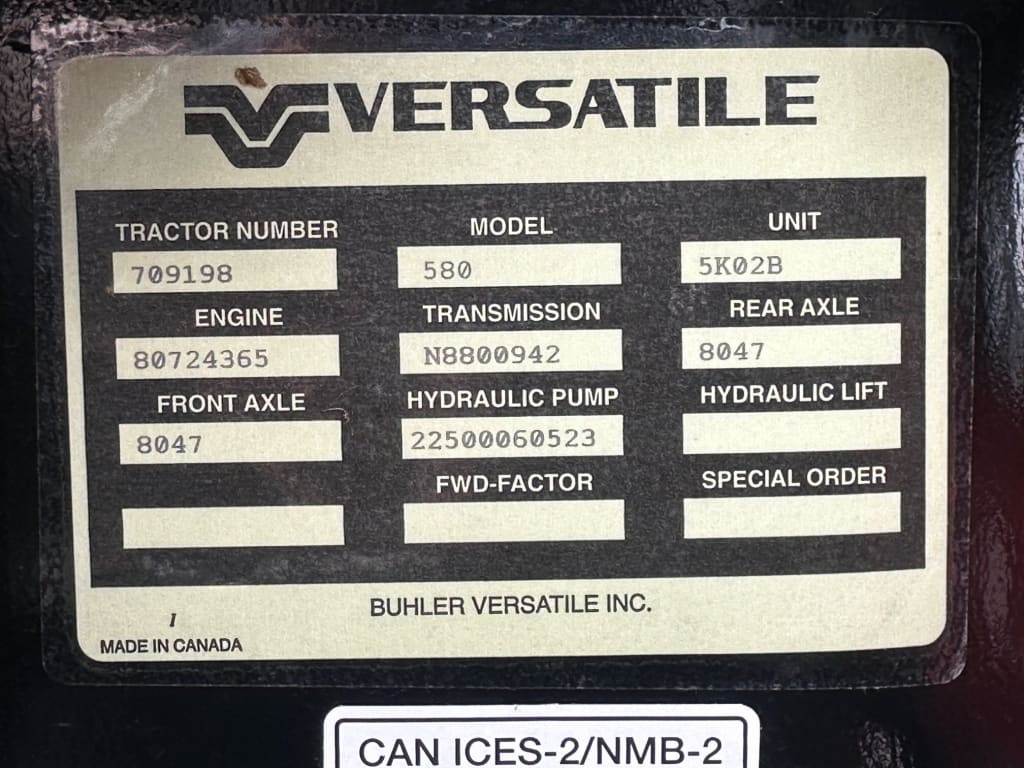 VERSATILE
TRACTOR NUMBER MODEL UNIT
709198 580 5K02B
ENGINE TRANSMISSION REAR AXLE
80724365 N8800942 8047
FRONT AXLE HYDRAULIC PUMP HYDRAULIC LIFT
8047 22500060523
FWD-FACTOR SPECIAL ORDER
BUHLER VERSATILE INC.
1
MADE IN CANADA
CAN ICES-2/NMB-2